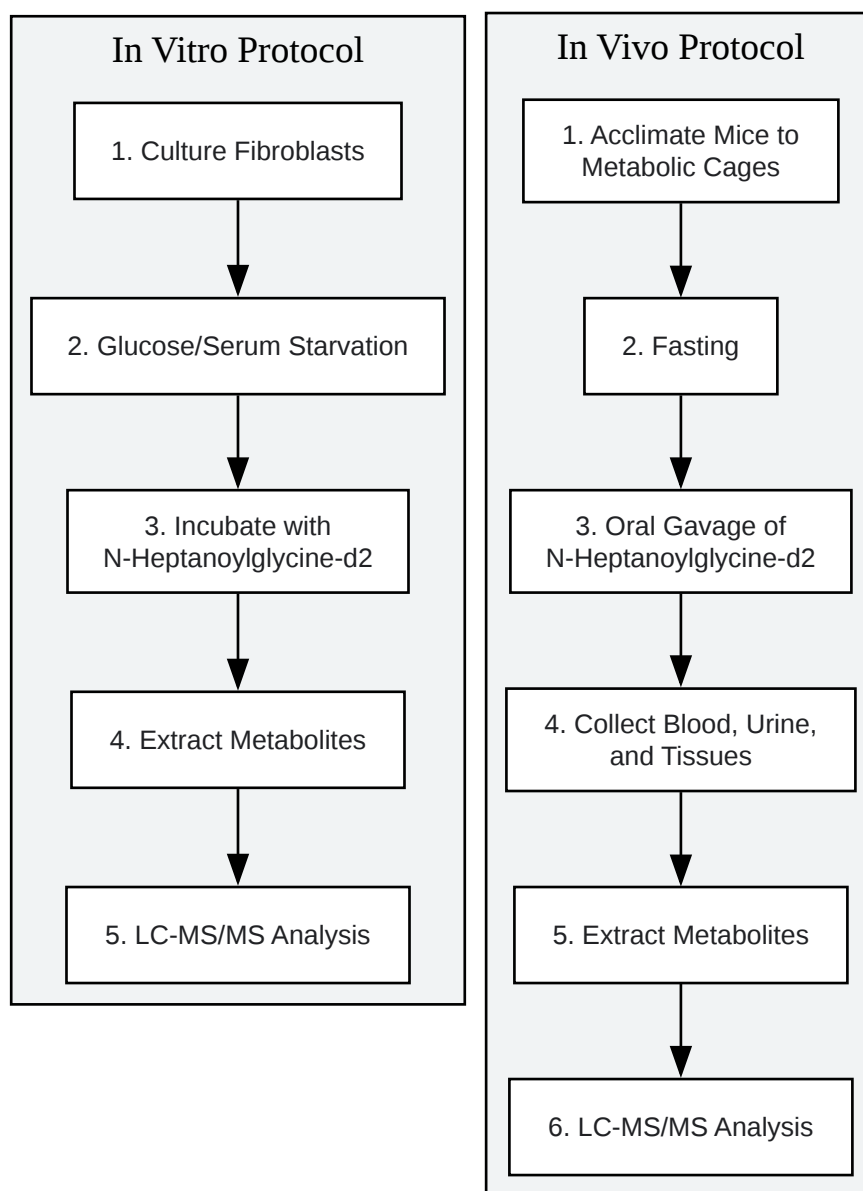 In Vitro Protocol
1. Culture Fibroblasts
2. Glucose/Serum Starvation
3. Incubate with
N-Heptanoylglycine-d2
4. Extract Metabolites
5. LC-MS/MS Analysis
In Vivo Protocol
1. Acclimate Mice to
Metabolic Cages
2. Fasting
3. Oral Gavage of
N-Heptanoylglycine-d2
4. Collect Blood, Urine,
and Tissues
5. Extract Metabolites
6. LC-MS/MS Analysis